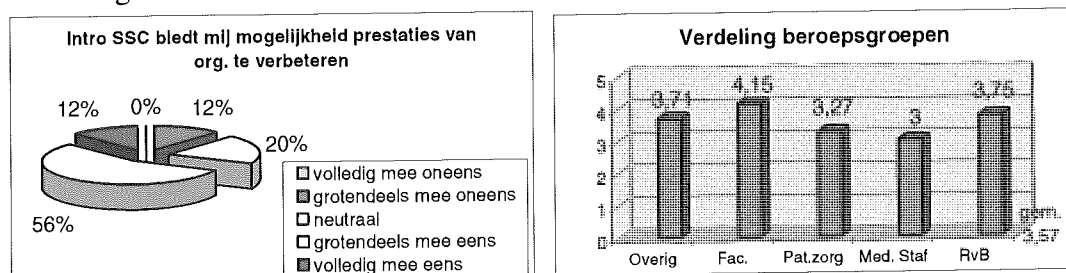 Intro SSC biedt mij mogelijkheid prestaties van
org. te verbeteren
12% 0% 12%
20%
56%
volledig mee oneens
grotendeels mee oneens
neutraal
grotendeels mee eens
volledig mee eens
Verdeling beroepsgroepen
5
4
3
2
1
0
3,71
4,15
3,27
3
3,75
gem.
3,57
Overig Fac. Pat.zorg Med. Staf RvB